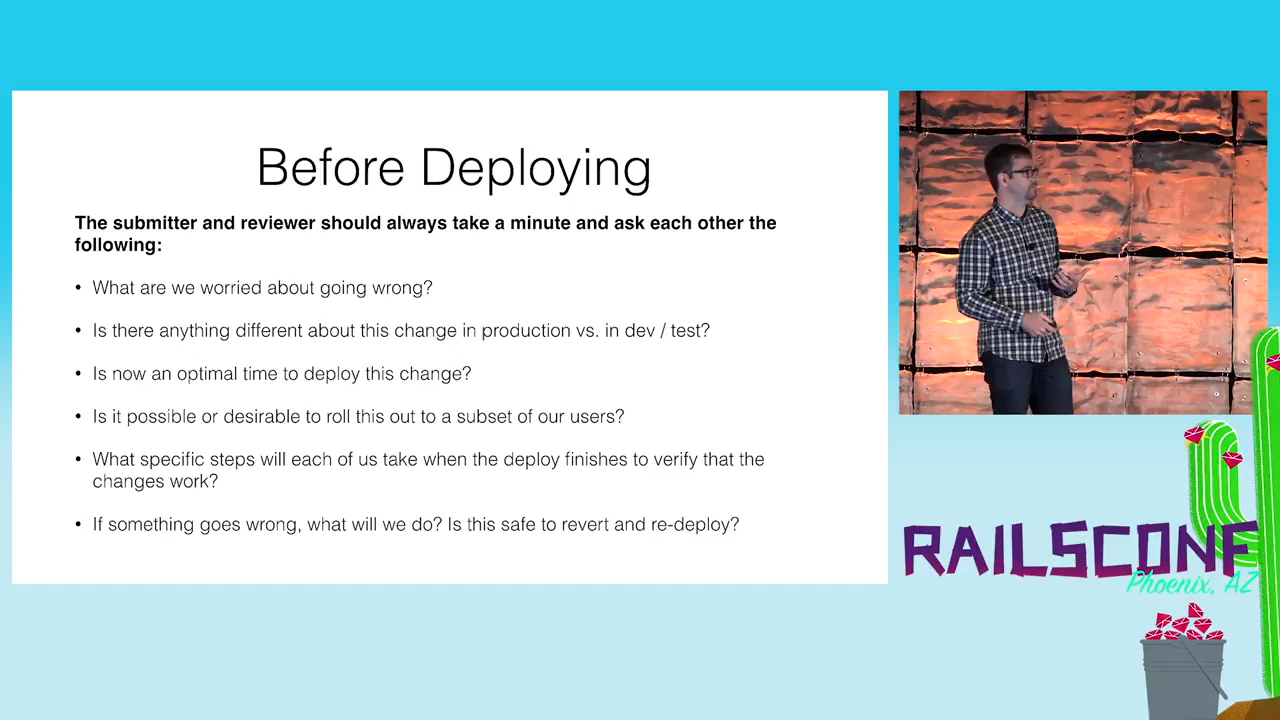 Before Deploying
The submitter and reviewer should always take a minute and ask each other the
following:
• What are we worried about going wrong?
• Is there anything different about this change in production vs. in dev / test?
• Is now an optimal time to deploy this change?
• Is it possible or desirable to roll this out to a subset of our users?
• What specific steps will each of us take when the deploy finishes to verify that the
changes work?
• If something goes wrong, what will we do? Is this safe to revert and re-deploy?
RAILSCONF
Phoenix, AZ